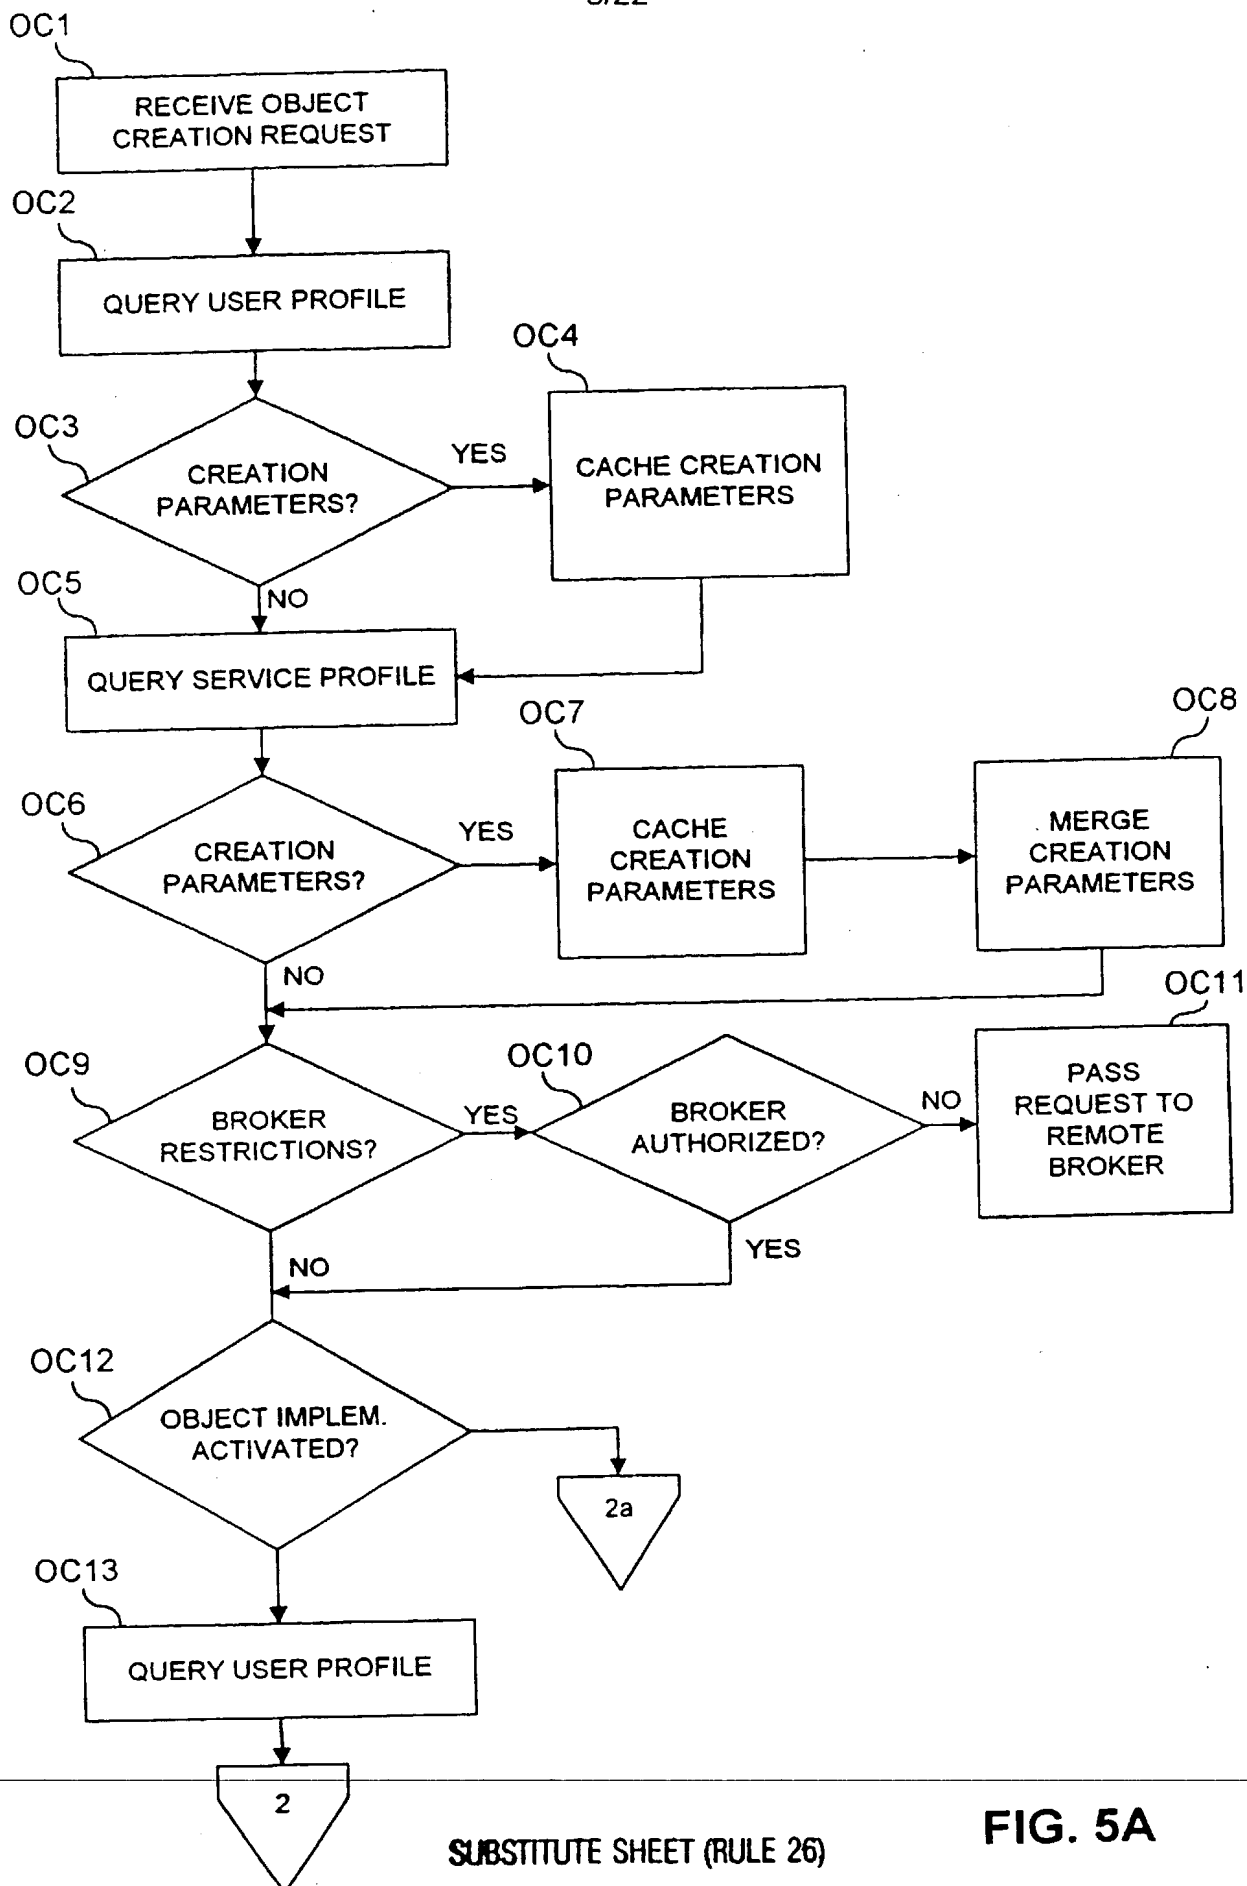 OC1
RECEIVE OBJECT
CREATION REQUEST
OC2
QUERY USER PROFILE
OC4
CACHE CREATION
PARAMETERS
OC3
CREATION
PARAMETERS?
YES
NO
OC5
QUERY SERVICE PROFILE
OC7
CACHE
CREATION
PARAMETERS
OC8
MERGE
CREATION
PARAMETERS
OC6
CREATION
PARAMETERS?
YES
NO
OC9
BROKER
RESTRICTIONS?
YES
NO
OC10
BROKER
AUTHORIZED?
NO
YES
OC11
PASS
REQUEST TO
REMOTE
BROKER
OC12
OBJECT IMPLEM.
ACTIVATED?
2a
OC13
QUERY USER PROFILE
2
SUBSTITUTE SHEET (RULE 26)
FIG. 5A